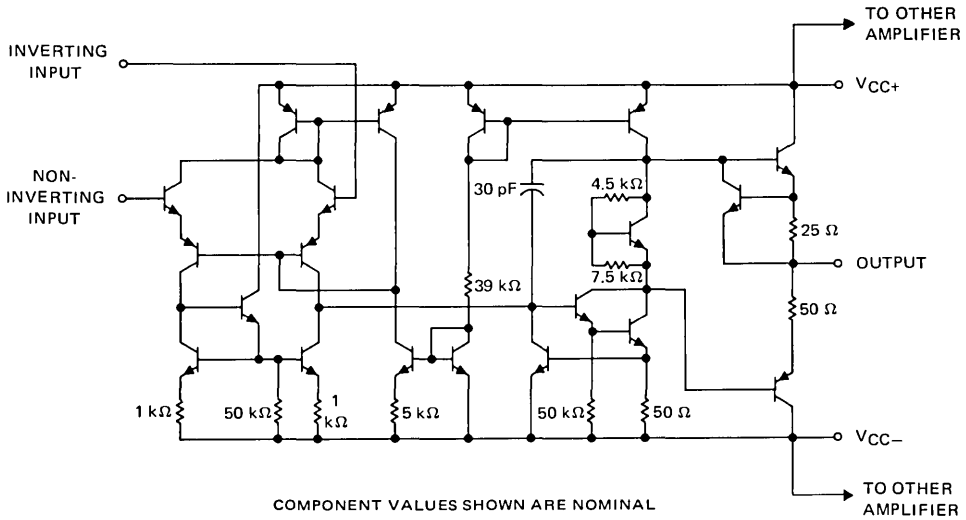 TO OTHER
AMPLIFIER
INVERTING
INPUT
VCC+
NON-
INVERTING
INPUT
30 pF
4.5 kΩ
25 Ω
7.5 kΩ
OUTPUT
39 kΩ
50 Ω
1 kΩ
50 kΩ
1
kΩ
5 kΩ
50 kΩ
50 Ω
VCC−
TO OTHER
AMPLIFIER
COMPONENT VALUES SHOWN ARE NOMINAL